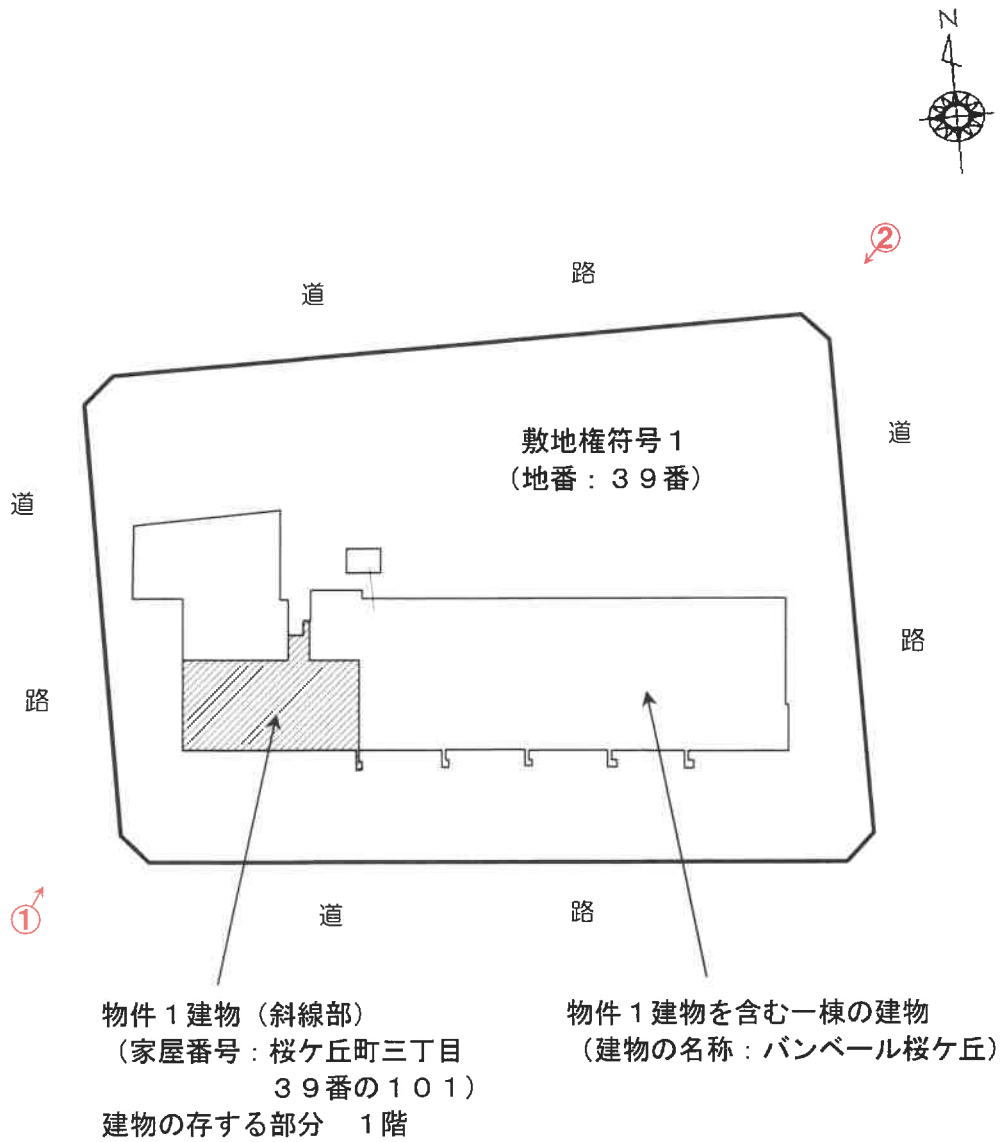 N
②
道 路
敷地権符号１
（地番：３９番）
道
路
道
路
①
道 路
物件１建物（斜線部）
（家屋番号：桜ケ丘町三丁目
３９番の１０１）
建物の存する部分　１階
物件１建物を含む一棟の建物
（建物の名称：バンベール桜ケ丘）